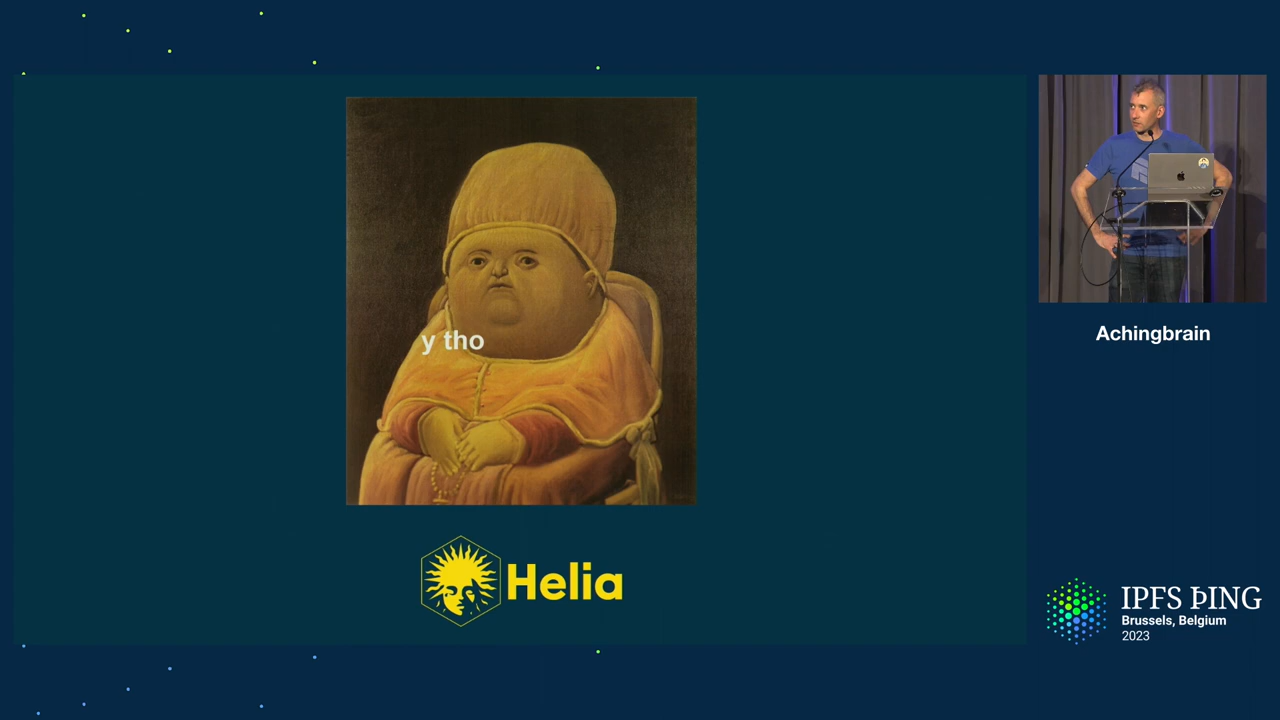 y tho
Helia
Achingbrain
IPFS ÞING
Brussels, Belgium
2023